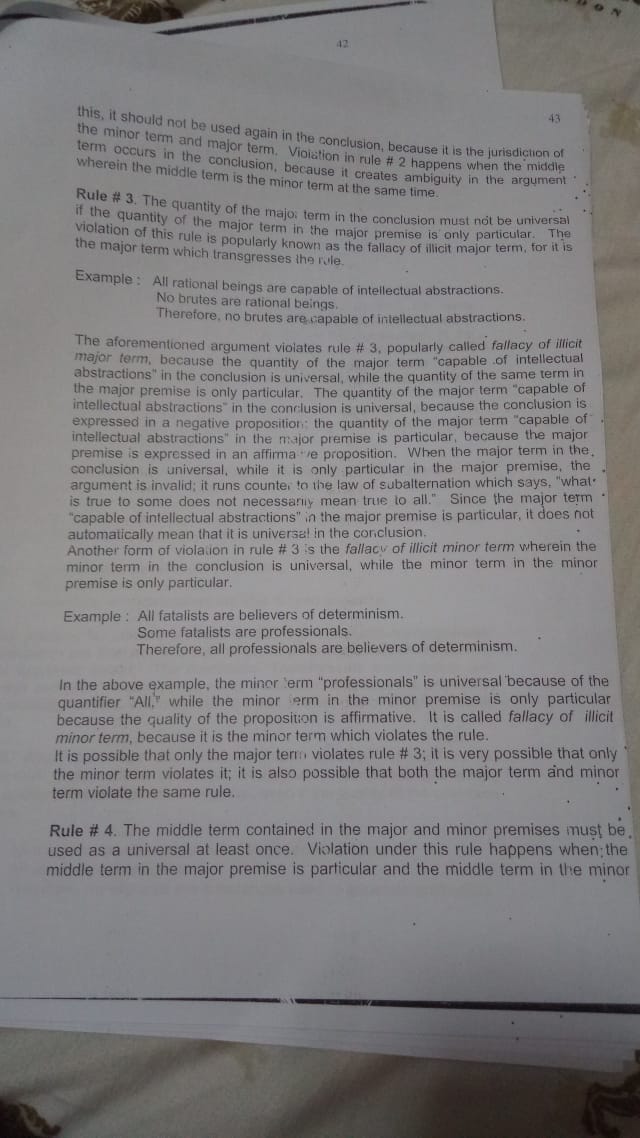 42
43
this, it should not be used again in the conclusion, because it is the jurisdiction of
the minor term and major term. Violation in rule # 2 happens when the middle
term occurs in the conclusion, because it creates ambiguity in the argument
wherein the middle term is the minor term at the same time.
Rule # 3. The quantity of the major term in the conclusion must not be universal
if the quantity of the major term in the major premise is only particular. The
violation of this rule is popularly known as the fallacy of illicit major term, for it is
the major term which transgresses the rule.
Example : All rational beings are capable of intellectual abstractions.
No brutes are rational beings.
Therefore, no brutes are capable of intellectual abstractions.
The aforementioned argument violates rule # 3, popularly called fallacy of illicit
major term, because the quantity of the major term "capable of intellectual
abstractions" in the conclusion is universal, while the quantity of the same term in
the major premise is only particular. The quantity of the major term "capable of
intellectual abstractions" in the conclusion is universal, because the conclusion is
expressed in a negative proposition: the quantity of the major term "capable of
intellectual abstractions" in the major premise is particular, because the major
premise is expressed in an affirmative proposition. When the major term in the
conclusion is universal, while it is only particular in the major premise, the
argument is invalid; it runs counter to the law of subalternation which says, "what
is true to some does not necessarily mean true to all." Since the major term
"capable of intellectual abstractions" in the major premise is particular, it does not
automatically mean that it is universal in the conclusion.
Another form of violation in rule # 3 is the fallacy of illicit minor term wherein the
minor term in the conclusion is universal, while the minor term in the minor
premise is only particular.
Example : All fatalists are believers of determinism.
Some fatalists are professionals.
Therefore, all professionals are believers of determinism.
In the above example, the minor term "professionals" is universal because of the
quantifier "All," while the minor term in the minor premise is only particular
because the quality of the proposition is affirmative. It is called fallacy of illicit
minor term, because it is the minor term which violates the rule.
It is possible that only the major term violates rule # 3; it is very possible that only
the minor term violates it; it is also possible that both the major term and minor
term violate the same rule.
Rule # 4. The middle term contained in the major and minor premises must be
used as a universal at least once. Violation under this rule happens when the
middle term in the major premise is particular and the middle term in the minor